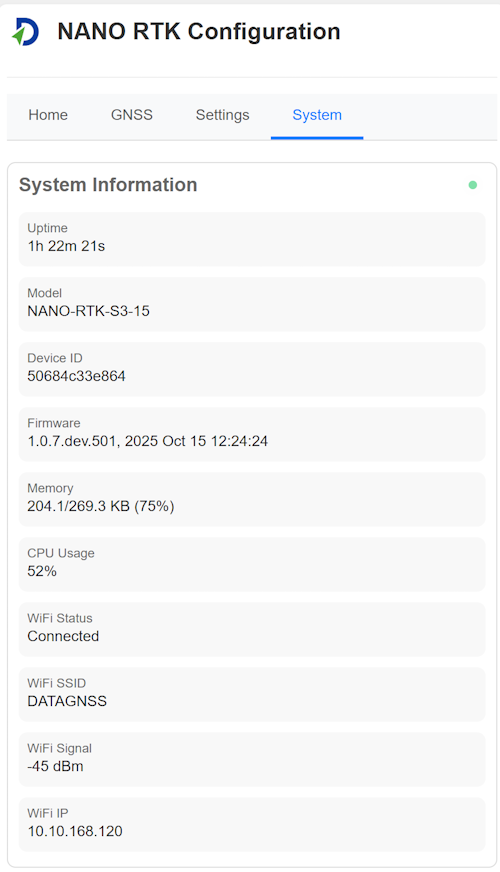 NANO RTK Configuration
Home GNSS Settings System
System Information
Uptime
1h 22m 21s
Model
NANO-RTK-S3-15
Device ID
50684c33e864
Firmware
1.0.7.dev.501, 2025 Oct 15 12:24:24
Memory
204.1/269.3 KB (75%)
CPU Usage
52%
WiFi Status
Connected
WiFi SSID
DATAGNSS
WiFi Signal
-45 dBm
WiFi IP
10.10.168.120